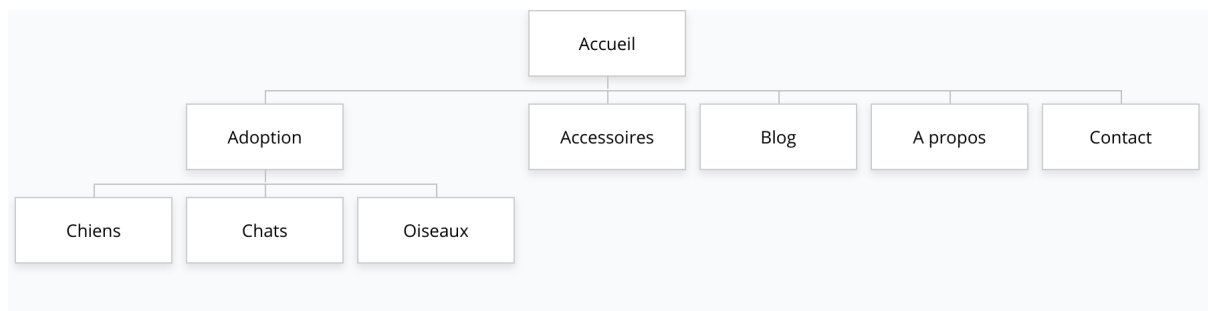 Accueil
Adoption
Accessoires
Blog
A propos
Contact
Chiens
Chats
Oiseaux